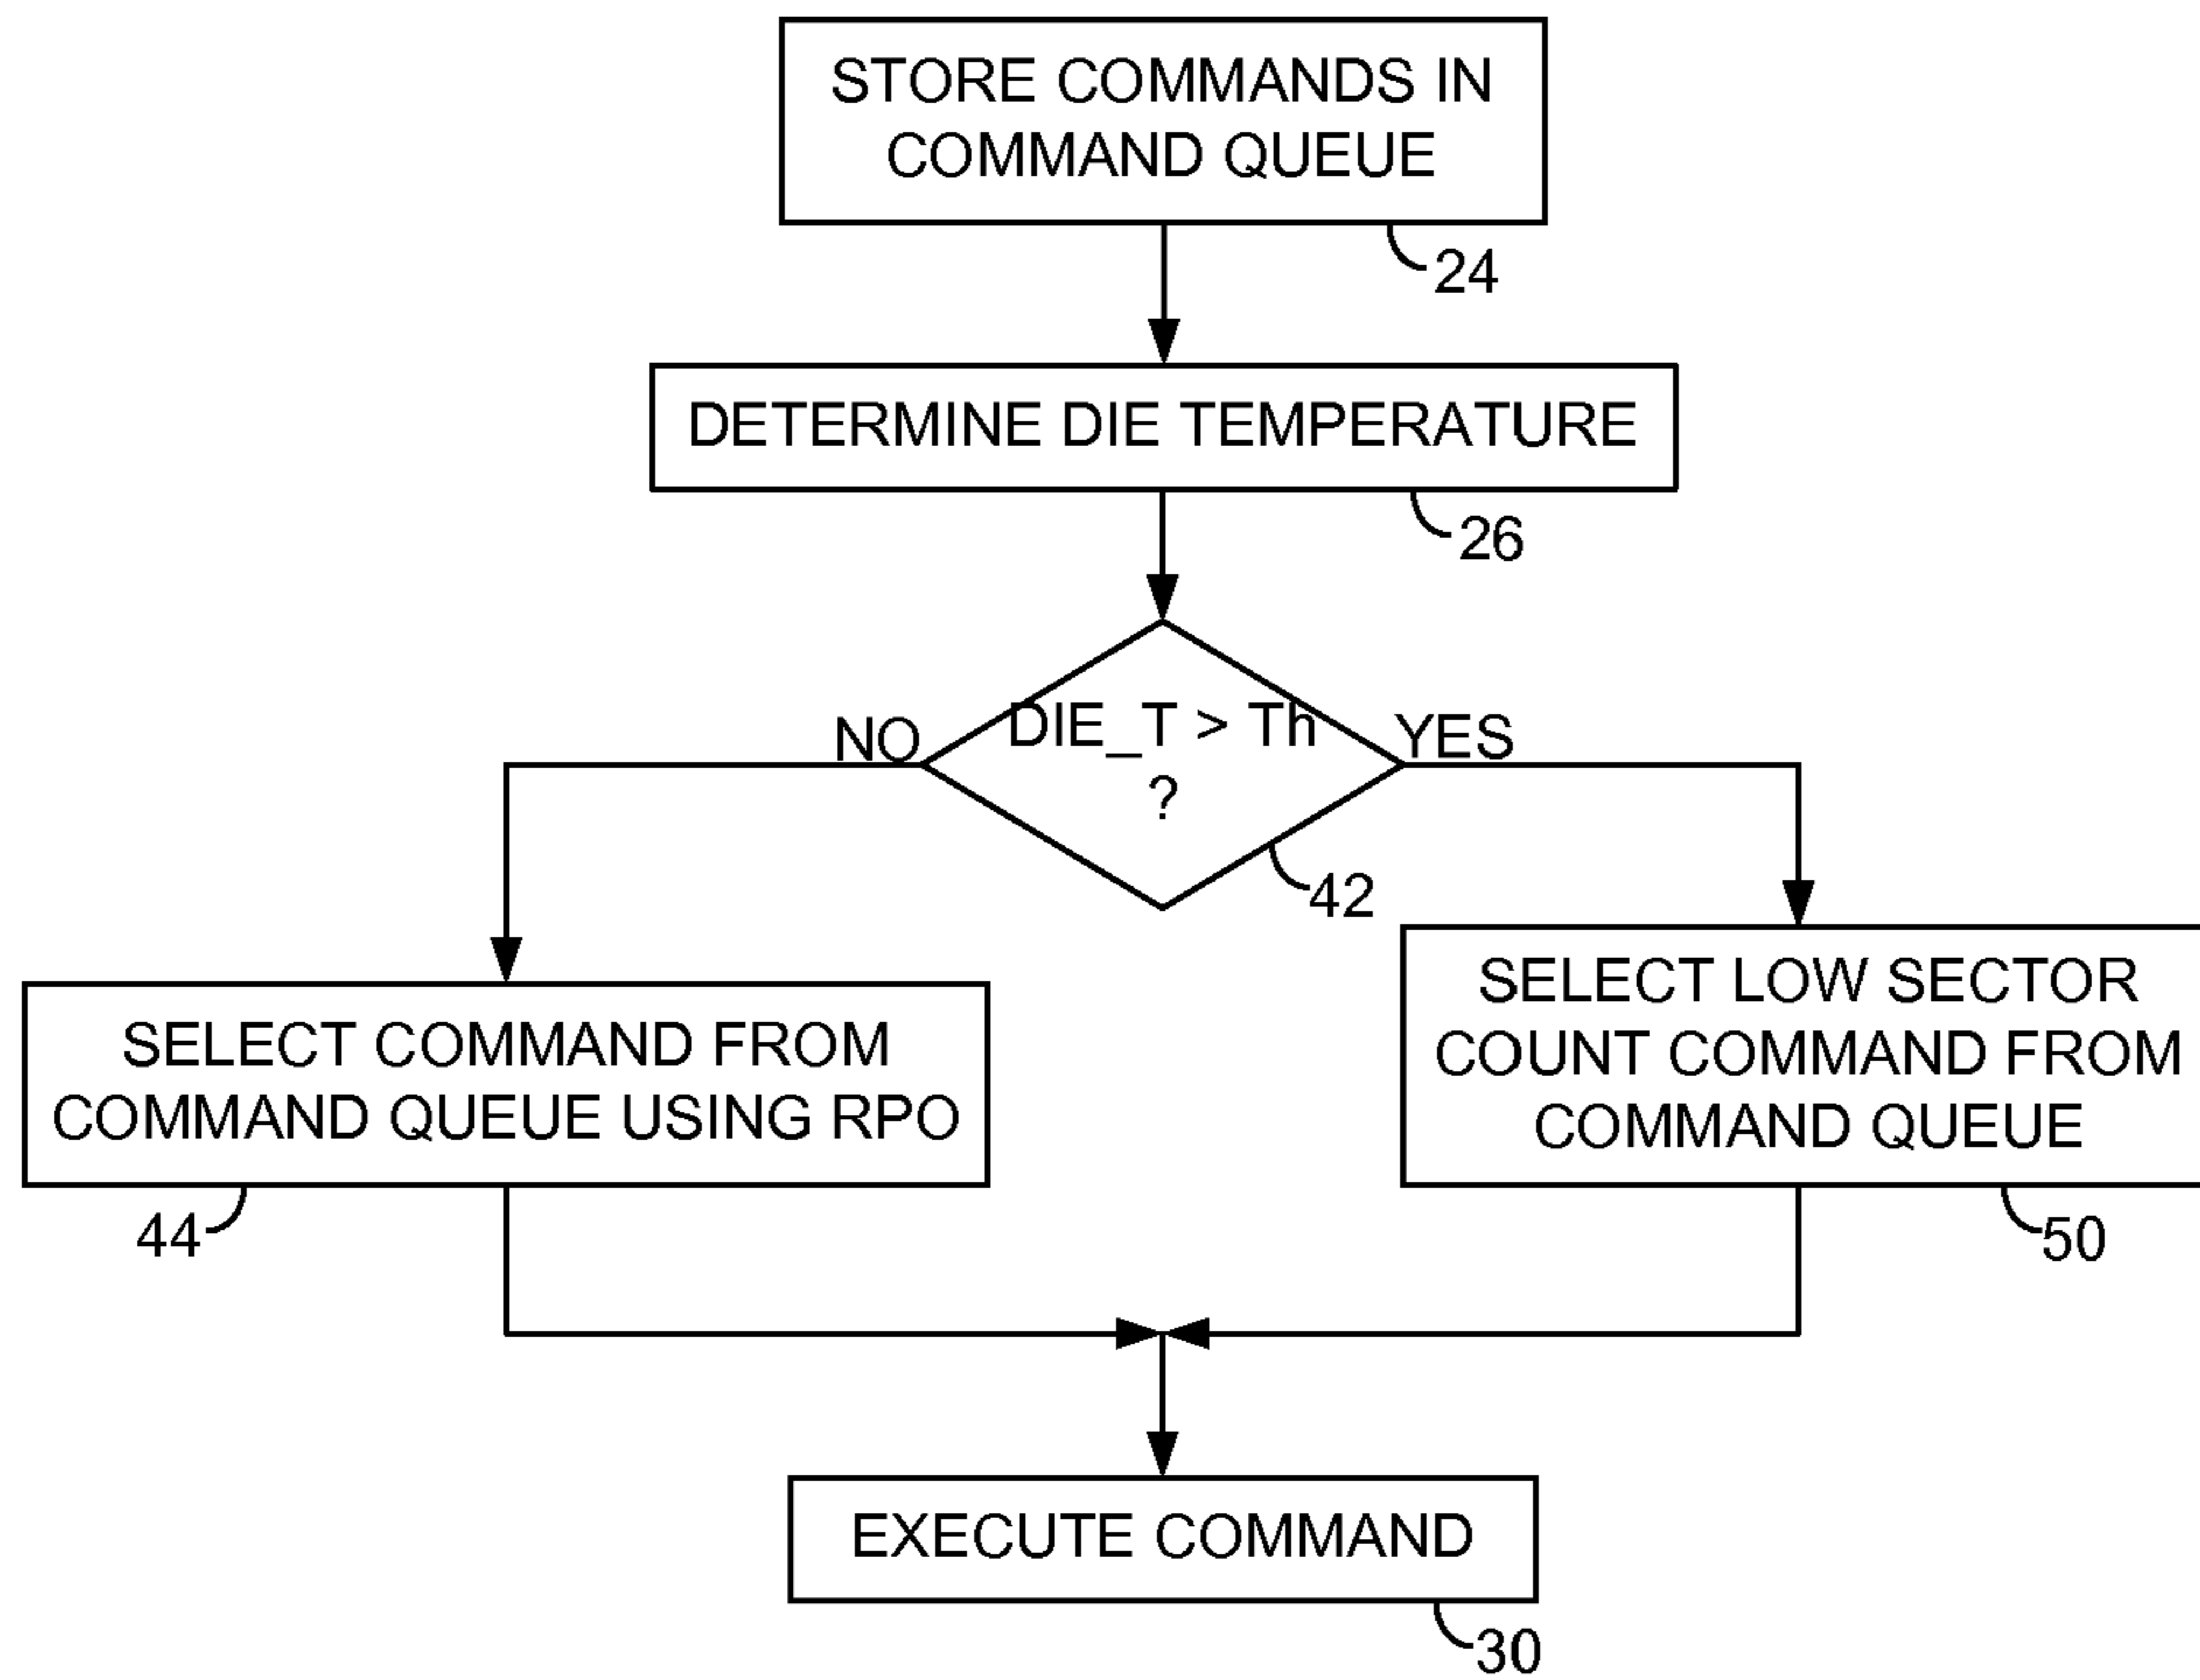 STORE COMMANDS IN
COMMAND QUEUE
24
DETERMINE DIE TEMPERATURE
26
DIE_T > Th
?
NO
YES
42
SELECT COMMAND FROM
COMMAND QUEUE USING RPO
44
SELECT LOW SECTOR
COUNT COMMAND FROM
COMMAND QUEUE
50
EXECUTE COMMAND
30